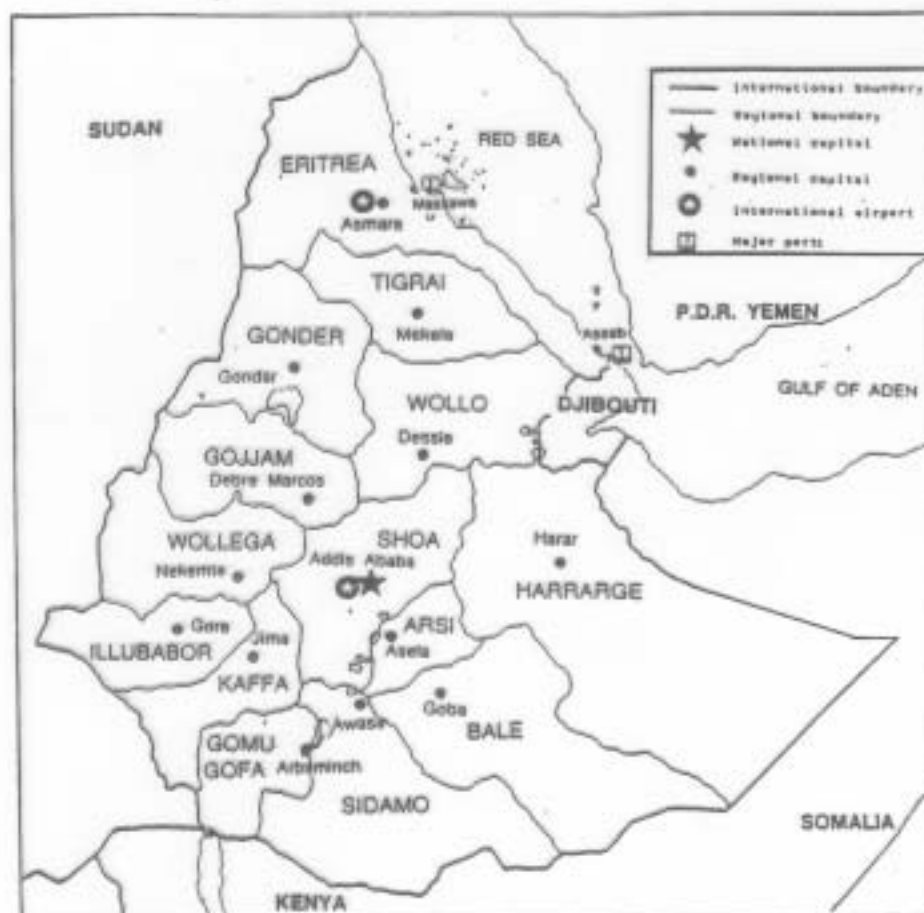 International boundary
Regional boundary
National capital
Regional capital
International airport
Major ports
SUDAN
RED SEA
ERITREA
Massawa
Asmara
TIGRAI
Mekele
P.D.R. YEMEN
GONDER
Gonder
Assab
GULF OF ADEN
WOLLO
DJIBOUTI
Dessie
GOJJAM
Debre Marcos
WOLLEGA
SHOA
Addis Ababa
Nekemte
Harar
HARRARGE
Gore
ILLUBABOR
Jima
KAFFA
ARSI
Asela
Awasa
Goba
BALE
GOMU
GOFA
Arbaminch
SIDAMO
SOMALIA
KENYA